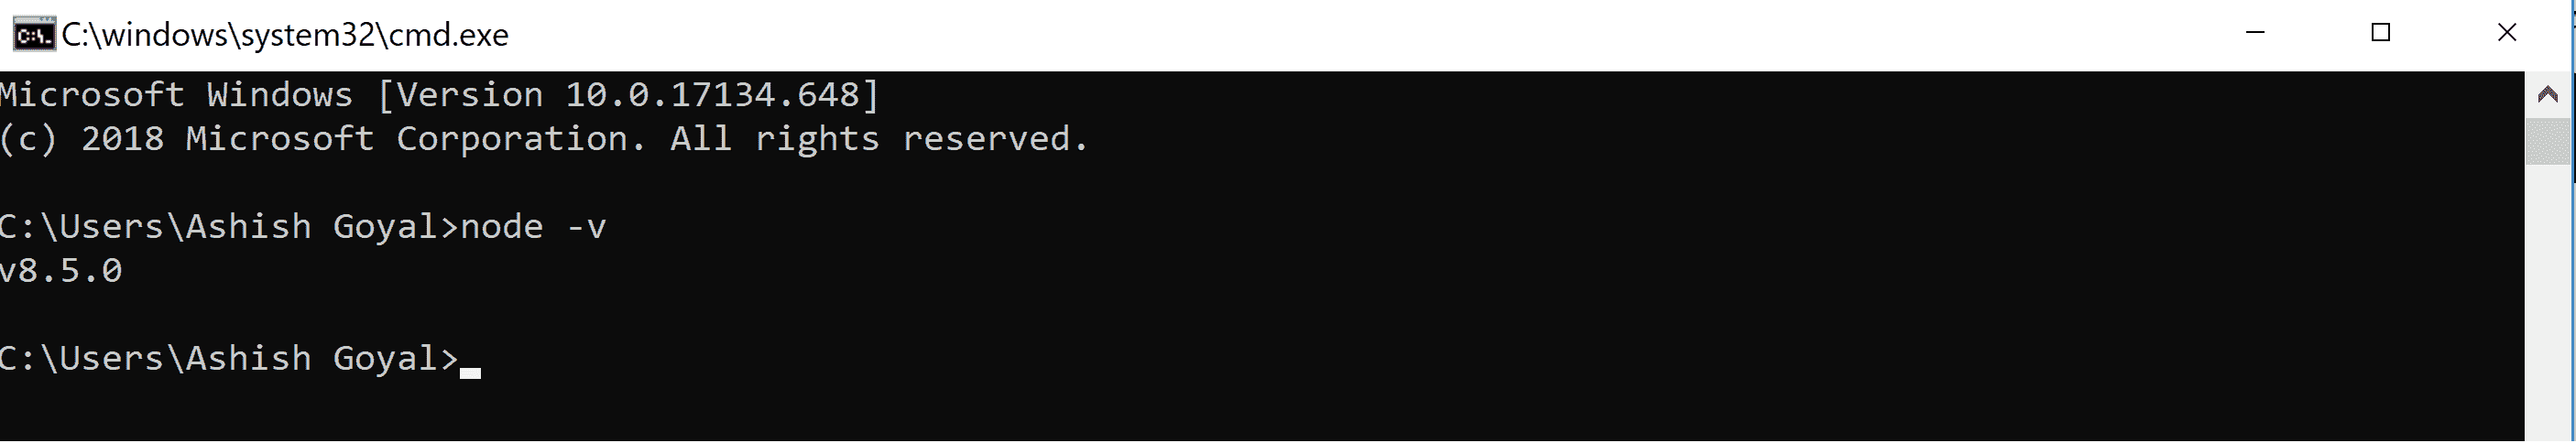 C:\windows\system32\cmd.exe
Microsoft Windows [Version 10.0.17134.648]
(c) 2018 Microsoft Corporation. All rights reserved.
C:\Users\Ashish Goyal>node -v
v8.5.0
C:\Users\Ashish Goyal>